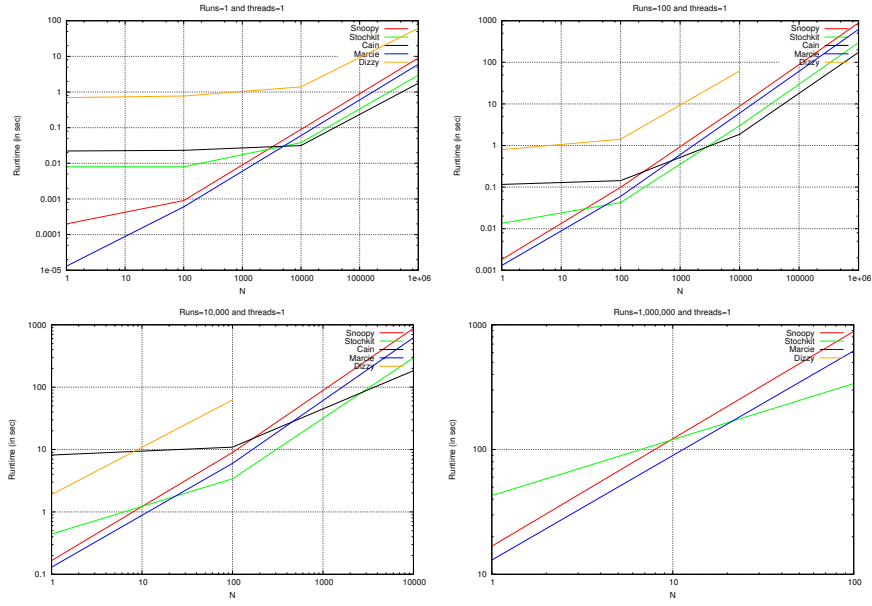 Runs=1 and threads=1
Snoopy
Stochkit
Cain
Marcie
Dizzy
100
10
1
0.1
0.01
0.001
0.0001
1e-05
Runtime (in sec)
1
10
100
1000
10000
100000
1e+06
N
Runs=100 and threads=1
Snoopy
Stochkit
Cain
Marcie
Dizzy
1000
100
10
1
0.1
0.01
0.001
Runtime (in sec)
1
10
100
1000
10000
100000
1e+06
N
Runs=10,000 and threads=1
Snoopy
Stochkit
Cain
Marcie
Dizzy
1000
100
10
1
0.1
Runtime (in sec)
1
10
100
1000
10000
N
Runs=1,000,000 and threads=1
Snoopy
Stochkit
Marcie
Dizzy
1000
100
10
Runtime (in sec)
1
10
100
N